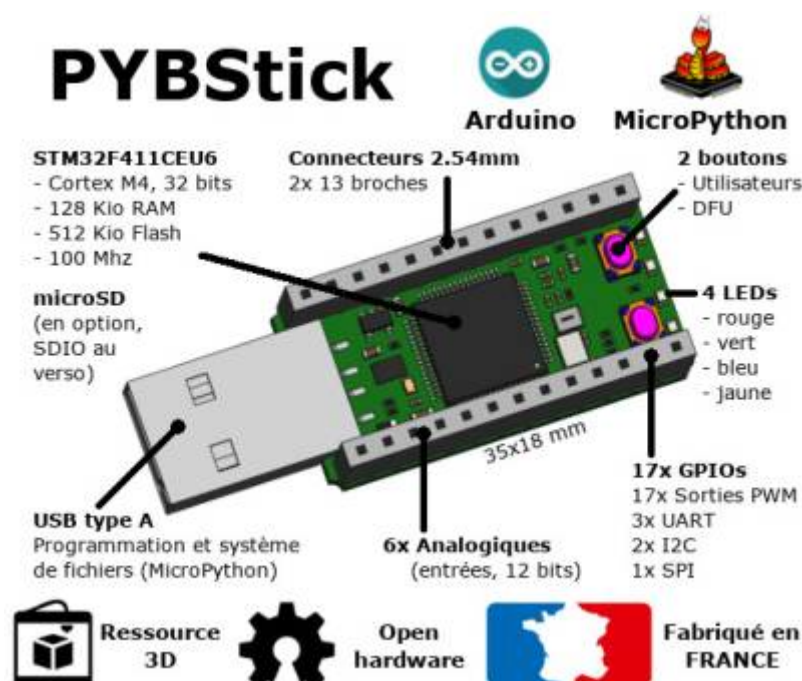 PYBStick
Arduino
MicroPython
STM32F411CEU6
- Cortex M4, 32 bits
- 128 Kio RAM
- 512 Kio Flash
- 100 Mhz
Connecteurs 2.54mm
2x 13 broches
2 boutons
- Utilisateurs
- DFU
microSD
(en option,
SDIO au
verso)
4 LEDs
- rouge
- vert
- bleu
- jaune
35x18 mm
USB type A
Programmation et système
de fichiers (MicroPython)
6x Analogiques
(entrées, 12 bits)
17x GPIOs
17x Sorties PWM
3x UART
2x I2C
1x SPI
Ressource
3D
Open
hardware
Fabriqué en
FRANCE